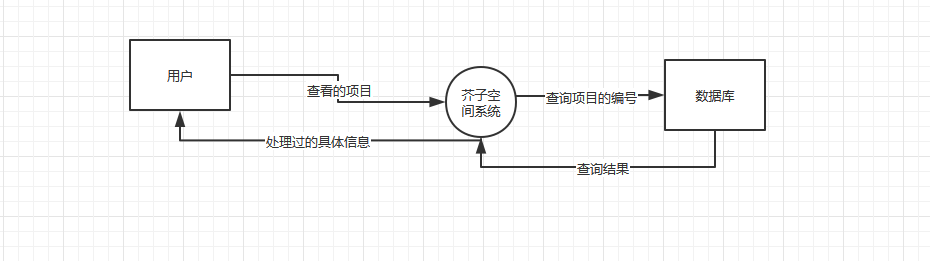 用户
查看的项目
芥子空
间系统
查询项目的编号
数据库
处理过的具体信息
查询结果